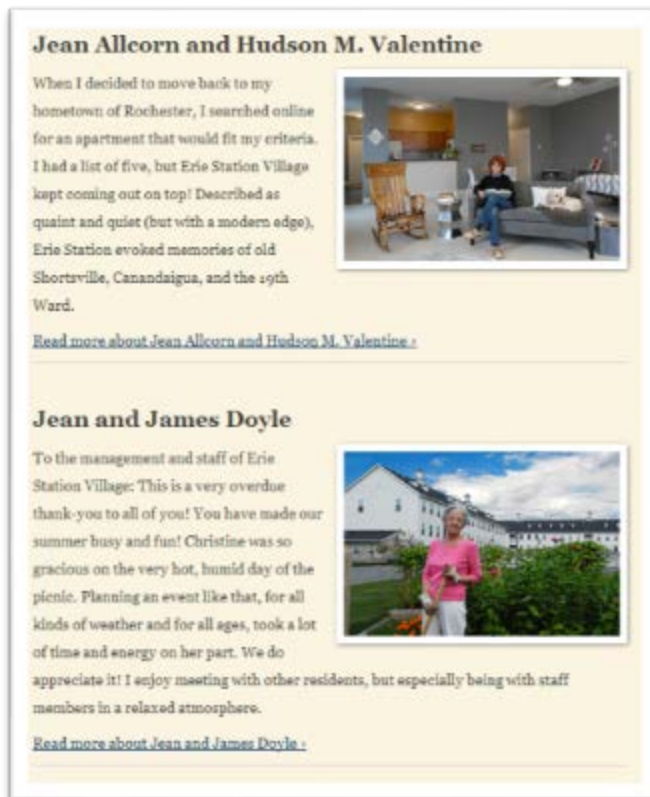 Jean Allcorn and Hudson M. Valentine
When I decided to move back to my
hometown of Rochester, I searched online
for an apartment that would fit my criteria.
I had a list of five, but Erie Station Village
kept coming out on top! Described as
quaint and quiet (but with a modern edge),
Erie Station evoked memories of old
Shortsville, Canandaigua, and the 19th
Ward.
Read more about Jean Allcorn and Hudson M. Valentine ›
Jean and James Doyle
To the management and staff of Erie
Station Village: This is a very overdue
thank-you to all of you! You have made our
summer busy and fun! Christine was so
gracious on the very hot, humid day of the
picnic. Planning an event like that, for all
kinds of weather and for all ages, took a lot
of time and energy on her part. We do
appreciate it! I enjoy meeting with other residents, but especially being with staff
members in a relaxed atmosphere.
Read more about Jean and James Doyle ›